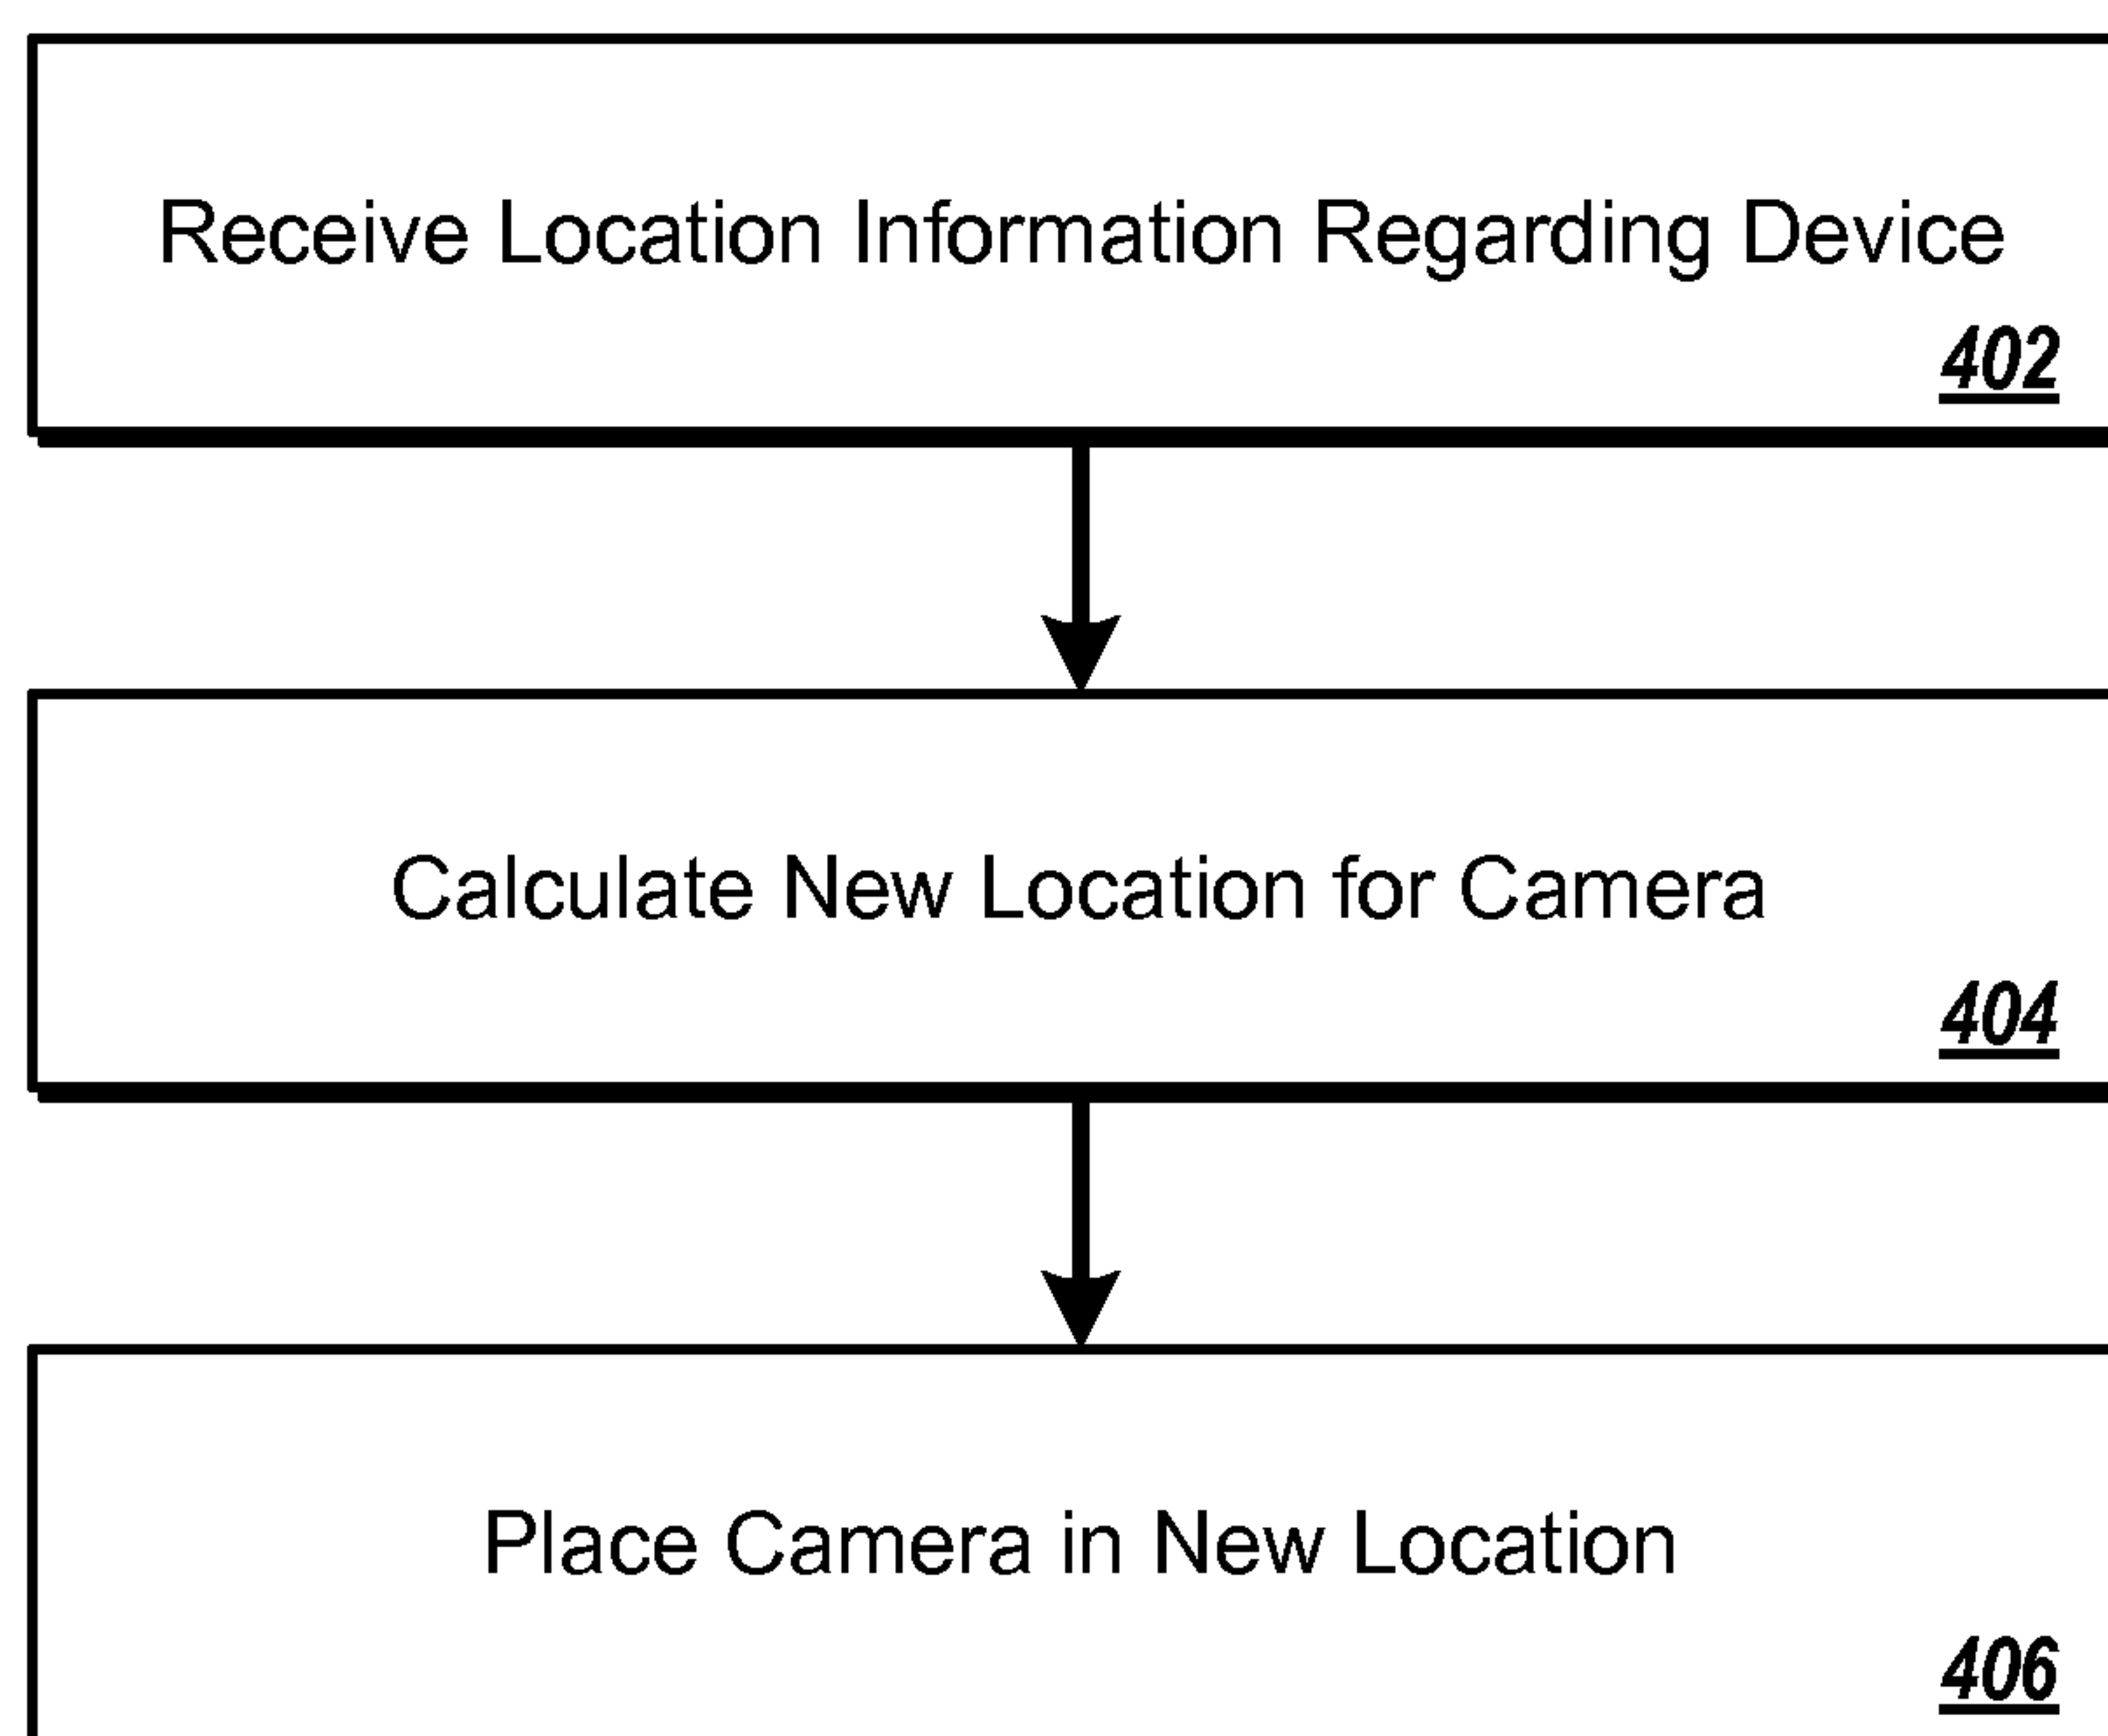 Receive Location Information Regarding Device
402
Calculate New Location for Camera
404
Place Camera in New Location
406